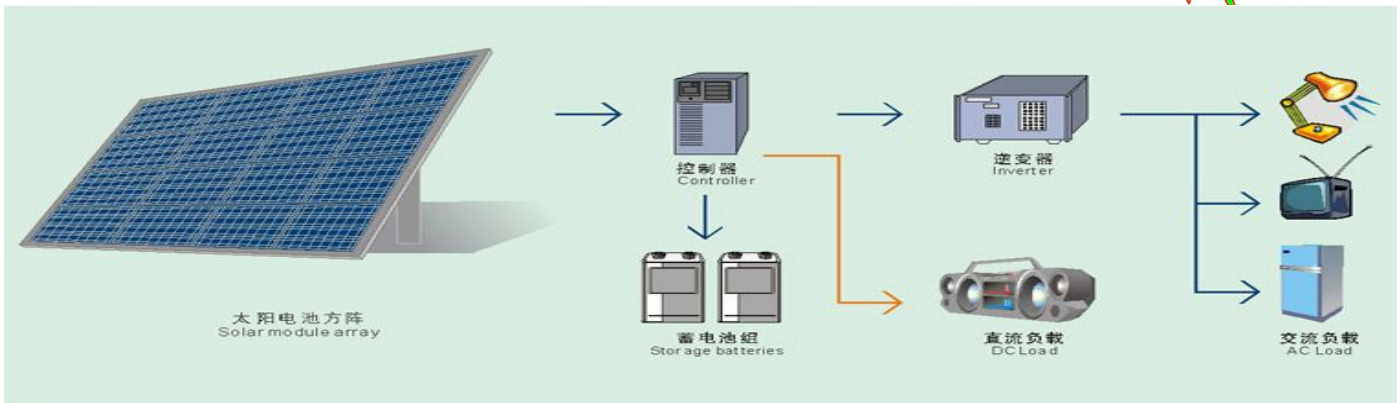 控制器
Controller
逆变器
Inverter
太阳电池方阵
Solar module array
蓄电池組
Storage batteries
直流负载
DC Load
交流负载
AC Load